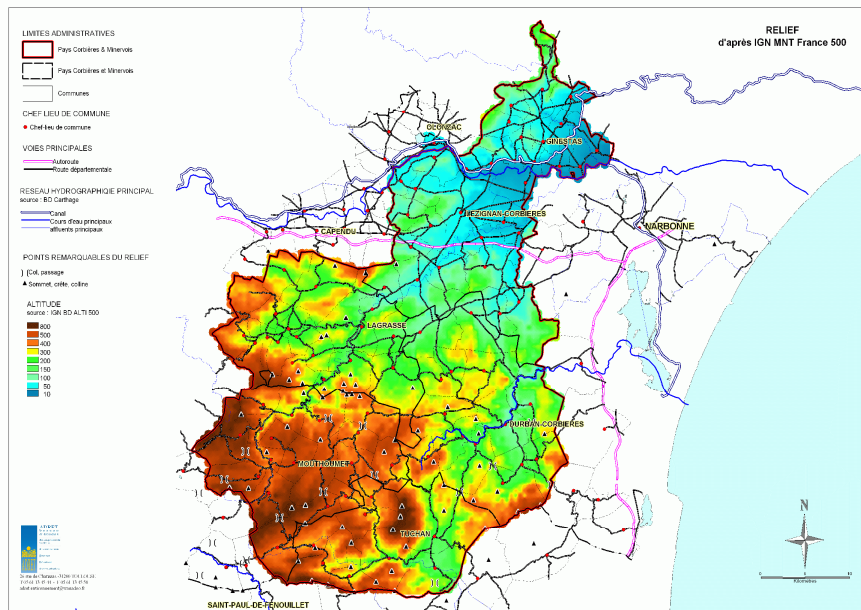 RELIEF
d'après IGN MNT France 500
LIMITES ADMINISTRATIVES
Pays Corbières & Minervois
Pays Corbières et Minervois
Communes
CHEF LIEU DE COMMUNE
Chef-lieu de commune
VOIES PRINCIPALES
Autoroute
Route départementale
RESEAU HYDROGRAPHIQIE PRINCIPAL
source : BD Carthage
Canal
Cours d'eau principaux
affluents principaux
POINTS REMARQUABLES DU RELIEF
)( Col, passage
Sommet, crête, colline
ALTITUDE
source : IGN BD ALTI 500
800
500
400
300
200
150
100
50
10
OLONZAC
GINESTAS
LEZIGNAN-CORBIERES
NARBONNE
CAPENDU
LAGRASSE
DURBAN-CORBIERES
MOUTHOUMET
TUCHAN
SAINT-PAUL-DE-FENOUILLET
N
0
10
Kilomètres